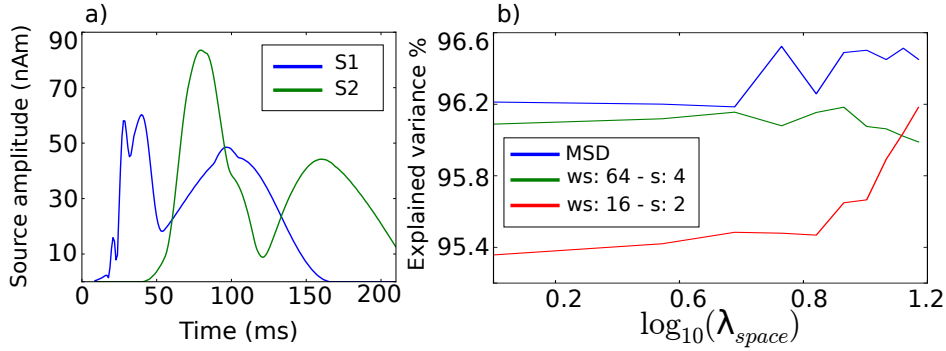 a)
Source amplitude (nAm)
90
70
50
30
10
S1
S2
0 50 100 150 200
Time (ms)
b)
Explained variance %
96.6
96.2
95.8
95.4
MSD
ws: 64 - s: 4
ws: 16 - s: 2
0.2 0.6 0.8 1.0 1.2
log₁₀(λ_space)